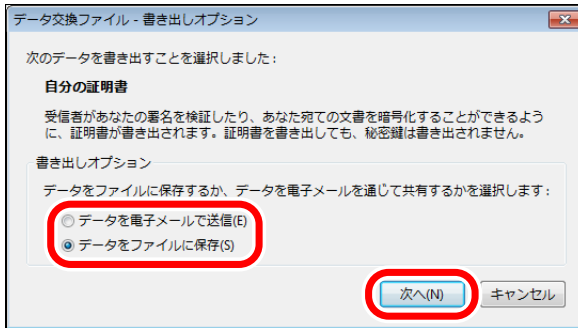 データ交換ファイル - 書き出しオプション
次のデータを書き出すことを選択しました:
自分の証明書
受信者があなたの署名を検証したり、あなた宛ての文書を暗号化することができるよう
に、証明書が書き出されます。証明書を書き出しても、秘密鍵は書き出されません。
書き出しオプション
データをファイルに保存するか、データを電子メールを通じて共有するかを選択します:
データを電子メールで送信(E)
データをファイルに保存(S)
次へ(N) キャンセル